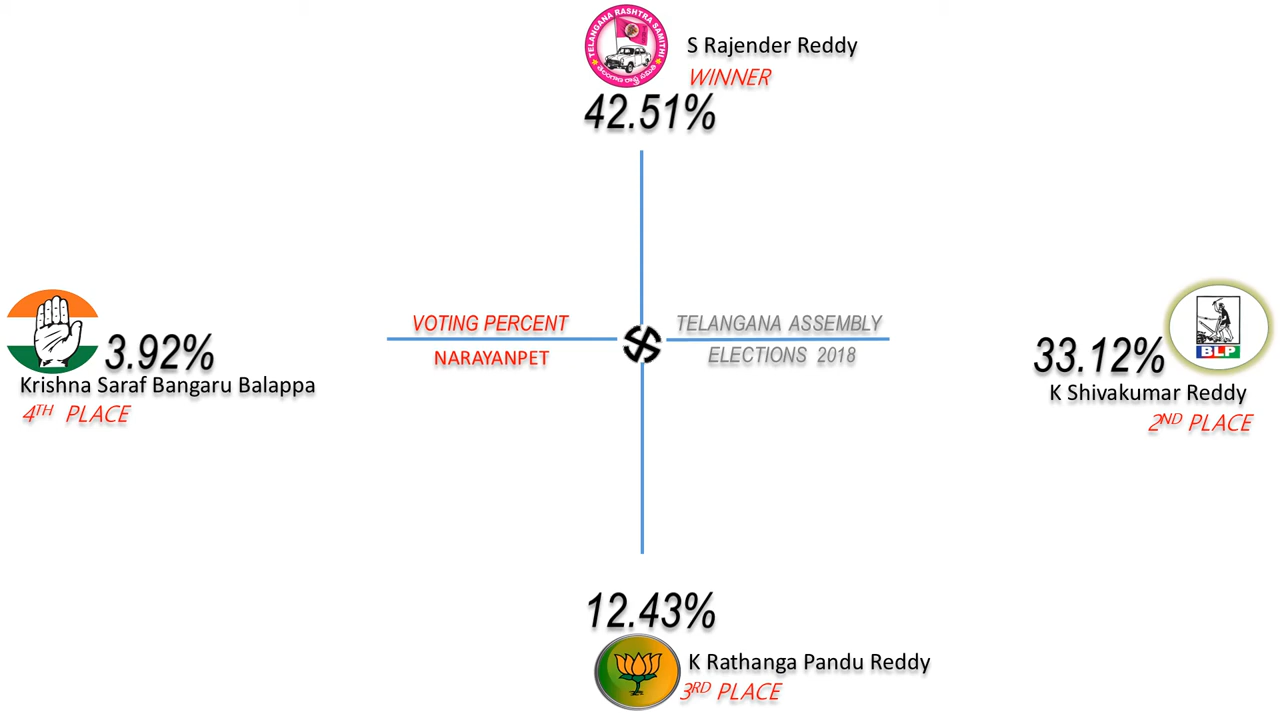 TELANGANA RASHTRA SAMITHI
తెలంగాణ రాష్ట్ర సమితి
S Rajender Reddy
WINNER
42.51%
VOTING PERCENT
NARAYANPET
TELANGANA ASSEMBLY
ELECTIONS 2018
3.92%
Krishna Saraf Bangaru Balappa
4TH PLACE
33.12%
BLP
K Shivakumar Reddy
2ND PLACE
12.43%
K Rathanga Pandu Reddy
3RD PLACE